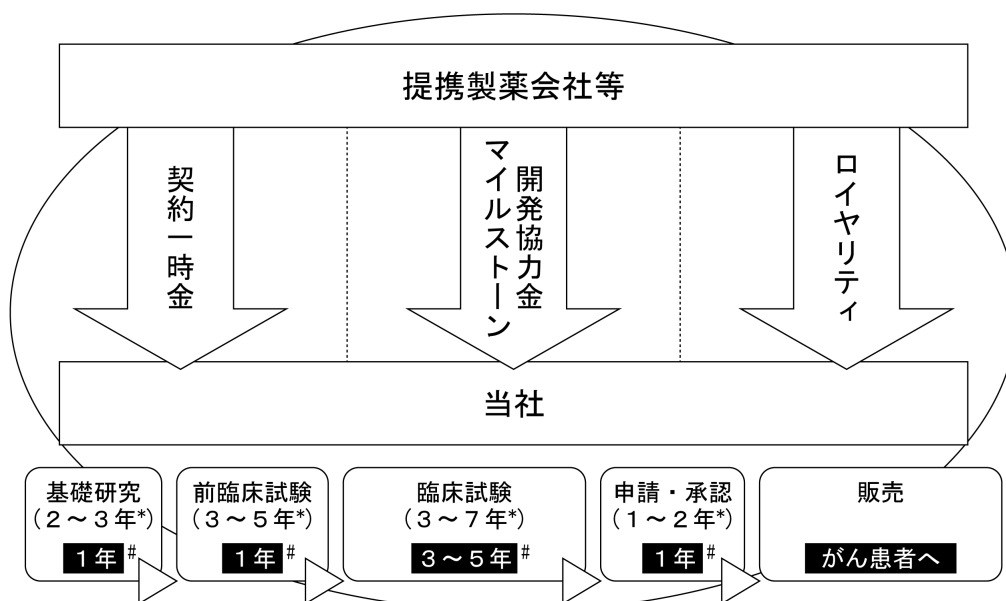 提携製薬会社等
契約一時金
開発協力金
マイルストーン
ロイヤリティ
当社
基礎研究
(2~3年*)
1年#
前臨床試験
(3~5年*)
1年#
臨床試験
(3~7年*)
3~5年#
申請・承認
(1~2年*)
1年#
販売
がん患者へ